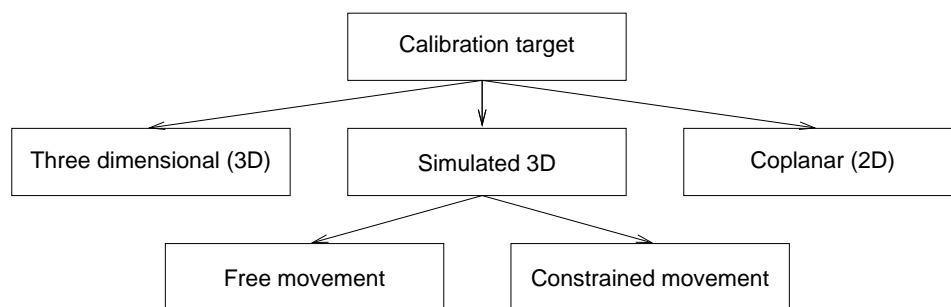 Calibration target
Three dimensional (3D)
Simulated 3D
Coplanar (2D)
Free movement
Constrained movement